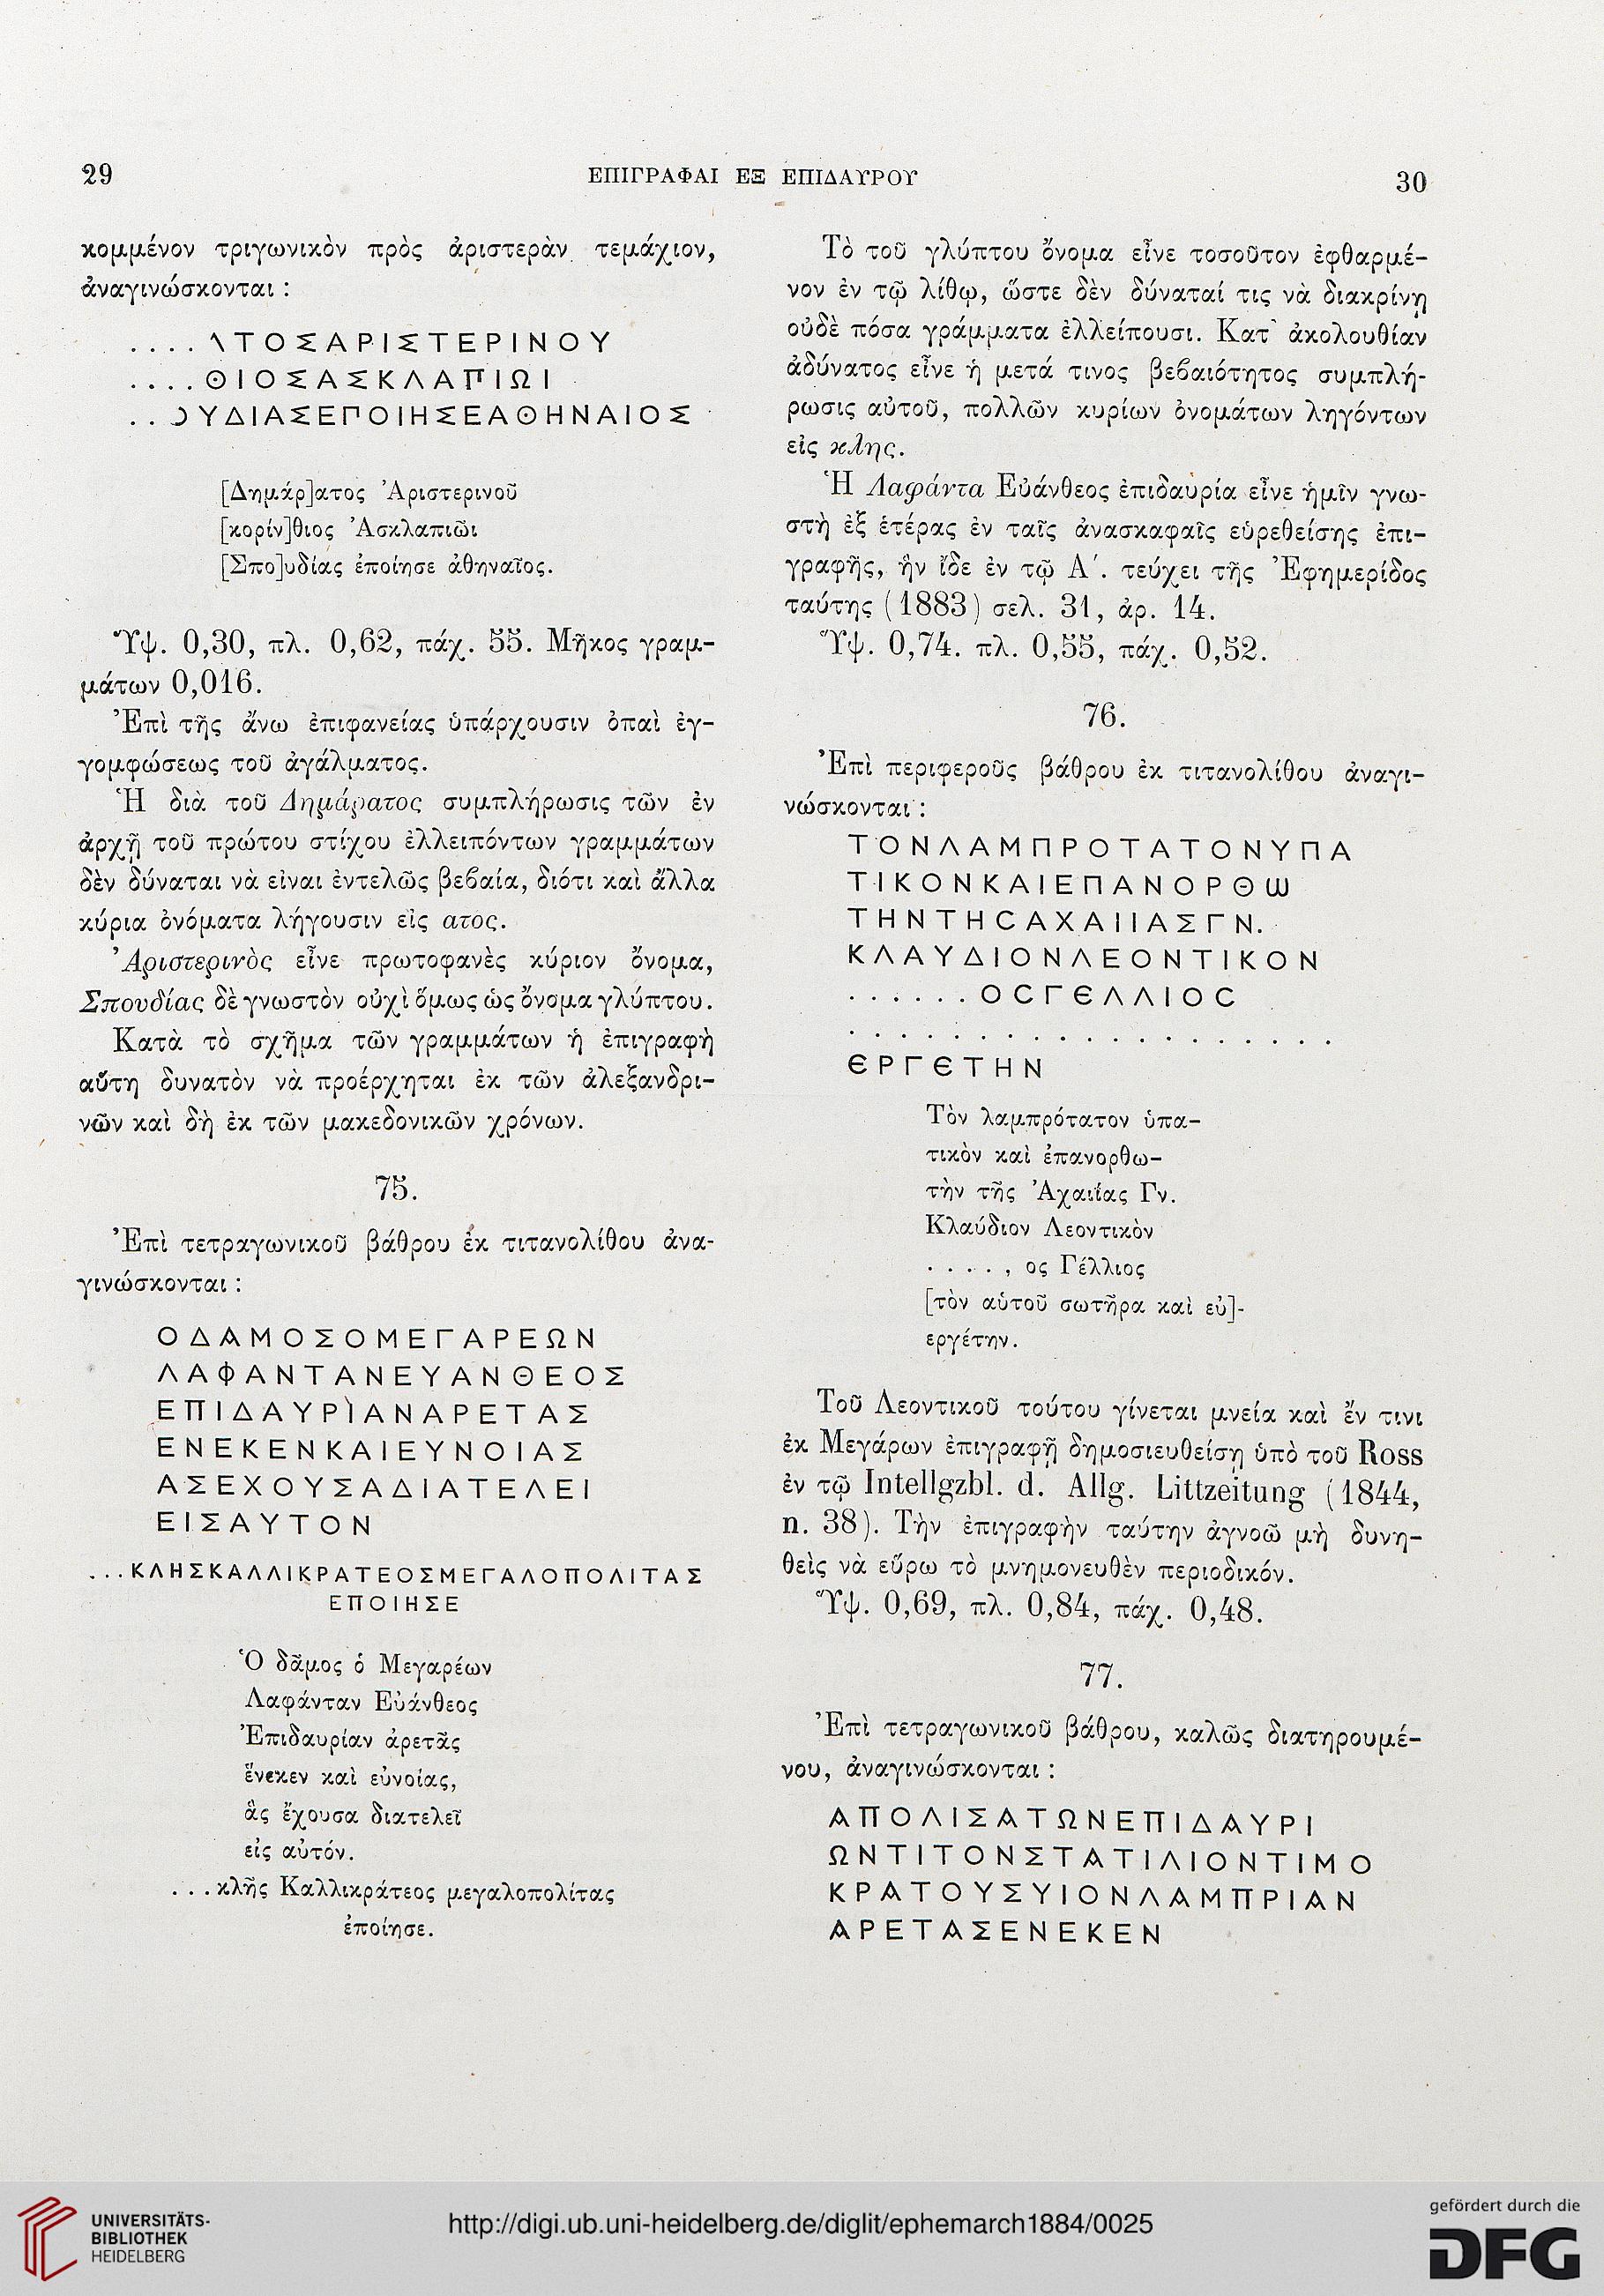 29
ΕΠΙΓΡΑΦΑΙ ΕΞ ΕΠΙΔΑΥΡΟΥ
30
κομμένον τριγωνικὸν πρὸς ἀριστερὰν τεμάχιον,
ἀναγινώσκονται :
. . . . \ΤΟΣΑΡΙΣΤΕΡΙΝΟΥ
. . . . ΘΙΟΣΑΣΚΛΑΠΙΩΙ
. . ΟΥΔΙΑΣΕΠΟΙΗΣΕΑΘΗΝΑΙΟΣ
[Δημάρ]ατος Ἀριστερινοῦ
[κορίν]θιος Ἀσκλαπιῶι
[Σπο]υδίας ἐποίησε ἀθηναῖος.
Ὕψ. 0,30, πλ. 0,62, πάχ. 55. Μῆκος γραμ-
μάτων 0,016.
Ἐπὶ τῆς ἄνω ἐπιφανείας ὑπάρχουσιν ὀπαὶ ἐγ-
γομφώσεως τοῦ ἀγάλματος.
Ἡ διὰ τοῦ Δημάρατος συμπλήρωσις τῶν ἐν
ἀρχῇ τοῦ πρώτου στίχου ἐλλειπόντων γραμμάτων
δὲν δύναται νὰ εἶναι ἐντελῶς βεβαία, διότι καὶ ἄλλα
κύρια ὀνόματα λήγουσιν εἰς ατος.
Ἀριστερινὸς εἶνε πρωτοφανὲς κύριον ὄνομα,
Σπουδίας δὲ γνωστὸν οὐχὶ ὅμως ὡς ὄνομα γλύπτου.
Κατὰ τὸ σχῆμα τῶν γραμμάτων ἡ ἐπιγραφὴ
αὕτη δυνατὸν νὰ προέρχηται ἐκ τῶν ἀλεξανδρι-
νῶν καὶ δὴ ἐκ τῶν μακεδονικῶν χρόνων.
75.
Ἐπὶ τετραγωνικοῦ βάθρου ἐκ τιτανολίθου ἀνα-
γινώσκονται :
ΟΔΑΜΟΣΟΜΕΓΑΡΕΩΝ
ΛΑΦΑΝΤΑΝΕΥΑΝΘΕΟΣ
ΕΠΙΔΑΥΡΙΑΝΑΡΕΤΑΣ
ΕΝΕΚΕΝΚΑΙΕΥΝΟΙΑΣ
ΑΣΕΧΟΥΣΑΔΙΑΤΕΛΕΙ
ΕΙΣΑΥΤΟΝ
. . . ΚΛΗΣΚΑΛΛΙΚΡΑΤΕΟΣΜΕΓΑΛΟΠΟΛΙΤΑΣ
ΕΠΟΙΗΣΕ
Ὁ δᾶμος ὁ Μεγαρέων
Λαφάνταν Εὐάνθεος
Ἐπιδαυρίαν ἀρετᾶς
ἕνεκεν καὶ εὐνοίας,
ἃς ἔχουσα διατελεῖ
εἰς αὑτόν.
. . . κλῆς Καλλικράτεος μεγαλοπολίτας
ἐποίησε.
Τὸ τοῦ γλύπτου ὄνομα εἶνε τοσοῦτον ἐφθαρμέ-
νον ἐν τῷ λίθῳ, ὥστε δὲν δύναταί τις νὰ διακρίνῃ
οὐδὲ πόσα γράμματα ἐλλείπουσι. Κατ᾽ ἀκολουθίαν
ἀδύνατος εἶνε ἡ μετά τινος βεβαιότητος συμπλή-
ρωσις αὐτοῦ, πολλῶν κυρίων ὀνομάτων ληγόντων
εἰς κλης.
Ἡ Λαφάντα Εὐάνθεος ἐπιδαυρία εἶνε ἡμῖν γνω-
στὴ ἐξ ἑτέρας ἐν ταῖς ἀνασκαφαῖς εὑρεθείσης ἐπι-
γραφῆς, ἣν ἴδε ἐν τῷ Α΄. τεύχει τῆς Ἐφημερίδος
ταύτης (1883) σελ. 31, ἀρ. 14.
Ὕψ. 0,74. πλ. 0,55, πάχ. 0,52.
76.
Ἐπὶ περιφεροῦς βάθρου ἐκ τιτανολίθου ἀναγι-
νώσκονται :
ΤΟΝΛΑΜΠΡΟΤΑΤΟΝΥΠΑ
ΤΙΚΟΝΚΑΙΕΠΑΝΟΡΘΩ
ΤΗΝΤΗCΑΧΑΙΙΑΣΓΝ.
ΚΛΑΥΔΙΟΝΛΕΟΝΤΙΚΟΝ
. . . . . . ΟCΓЄΛΛΙΟC
. . . . . . . . . . . . . . . . . . .
ЄΡΓЄΤΗΝ
Τὸν λαμπρότατον ὑπα-
τικὸν καὶ ἐπανορθω-
τὴν τῆς Ἀχαιΐας Γν.
Κλαύδιον Λεοντικὸν
. . . . , ος Γέλλιος
[τὸν αὑτοῦ σωτῆρα καὶ εὐ]-
εργέτην.
Τοῦ Λεοντικοῦ τούτου γίνεται μνεία καὶ ἔν τινι
ἐκ Μεγάρων ἐπιγραφῇ δημοσιευθείσῃ ὑπὸ τοῦ Ross
ἐν τῷ Intellgzbl. d. Allg. Littzeitung (1844,
n. 38). Τὴν ἐπιγραφὴν ταύτην ἀγνοῶ μὴ δυνη-
θεὶς νὰ εὕρω τὸ μνημονευθὲν περιοδικόν.
Ὕψ. 0,69, πλ. 0,84, πάχ. 0,48.
77.
Ἐπὶ τετραγωνικοῦ βάθρου, καλῶς διατηρουμέ-
νου, ἀναγινώσκονται :
ΑΠΟΛΙΣΑΤΩΝΕΠΙΔΑΥΡΙ
ΩΝΤΙΤΟΝΣΤΑΤΙΛΙΟΝΤΙΜΟ
ΚΡΑΤΟΥΣΥΙΟΝΛΑΜΠΡΙΑΝ
ΑΡΕΤΑΣΕΝΕΚΕΝ
UNIVERSITÄTS-
BIBLIOTHEK
HEIDELBERG
http://digi.ub.uni-heidelberg.de/diglit/ephemarch1884/0025
gefördert durch die
DFG